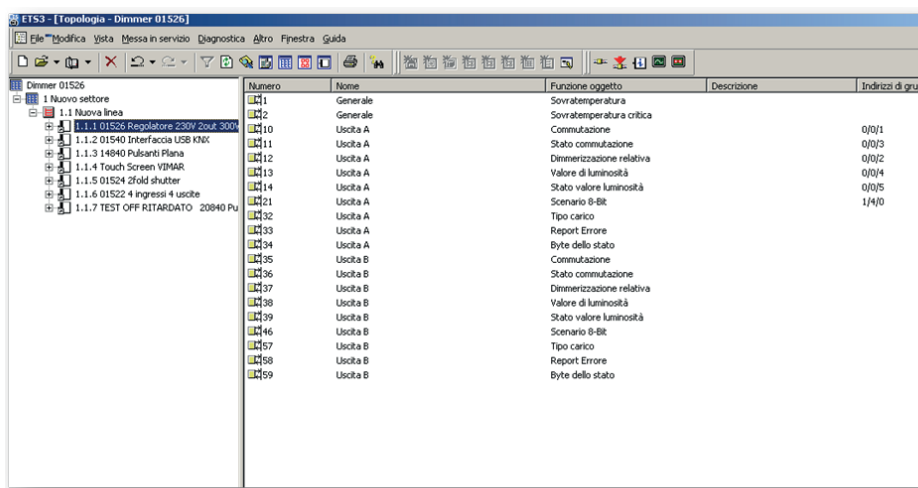 ETS3 - [Topologia - Dimmer 01526]
File Modifica Vista Messa in servizio Diagnostica Altro Finestra Guida
Dimmer 01526
1 Nuovo settore
1.1 Nuova linea
1.1.1 01526 Regolatore 230V 2out 300V
1.1.2 01540 Interfaccia USB KNX
1.1.3 14840 Pulsanti Plana
1.1.4 Touch Screen VIMAR
1.1.5 01524 2fold shutter
1.1.6 01522 4 ingressi 4 uscite
1.1.7 TEST OFF RITARDATO 20840 Pu
Numero Nome Funzione oggetto Descrizione Indirizzi di gru
1 Generale Sovratemperatura
2 Generale Sovratemperatura critica
10 Uscita A Commutazione 0/0/1
11 Uscita A Stato commutazione 0/0/3
12 Uscita A Dimmerizzazione relativa 0/0/2
13 Uscita A Valore di luminosità 0/0/4
14 Uscita A Stato valore luminosità 0/0/5
21 Uscita A Scenario 8-Bit 1/4/0
32 Uscita A Tipo carico
33 Uscita A Report Errore
34 Uscita A Byte dello stato
35 Uscita B Commutazione
36 Uscita B Stato commutazione
37 Uscita B Dimmerizzazione relativa
38 Uscita B Valore di luminosità
39 Uscita B Stato valore luminosità
46 Uscita B Scenario 8-Bit
57 Uscita B Tipo carico
58 Uscita B Report Errore
59 Uscita B Byte dello stato